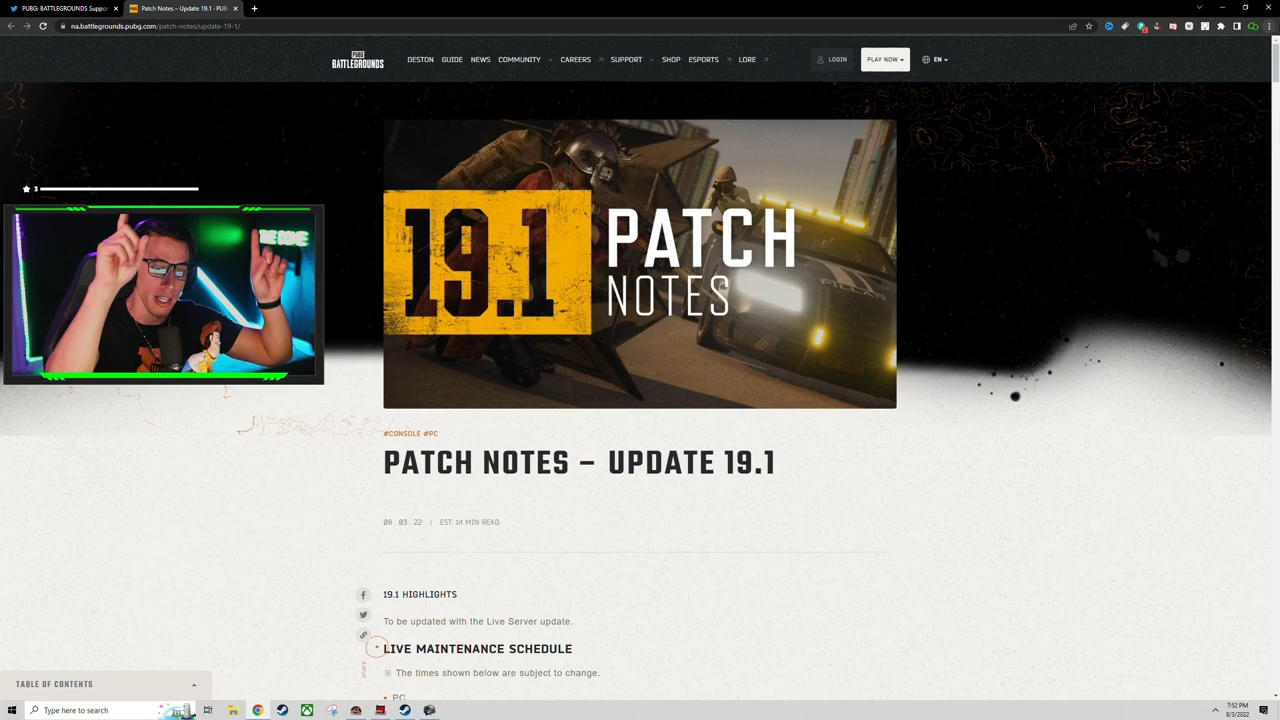 PUBG: BATTLEGROUNDS Suppor
Patch Notes – Update 19.1 - PUB
na.battlegrounds.pubg.com/patch-notes/update-19-1/
PUBG
BATTLEGROUNDS
DESTON
GUIDE
NEWS
COMMUNITY
CAREERS
SUPPORT
SHOP
ESPORTS
LORE
LOGIN
PLAY NOW
EN
3
19.1 PATCH
NOTES
#CONSOLE #PC
PATCH NOTES – UPDATE 19.1
08 . 03 . 22 | EST. 14 MIN READ
19.1 HIGHLIGHTS
To be updated with the Live Server update.
LIVE MAINTENANCE SCHEDULE
※ The times shown below are subject to change.
share
• PC
TABLE OF CONTENTS
Type here to search
7:52 PM
8/3/2022